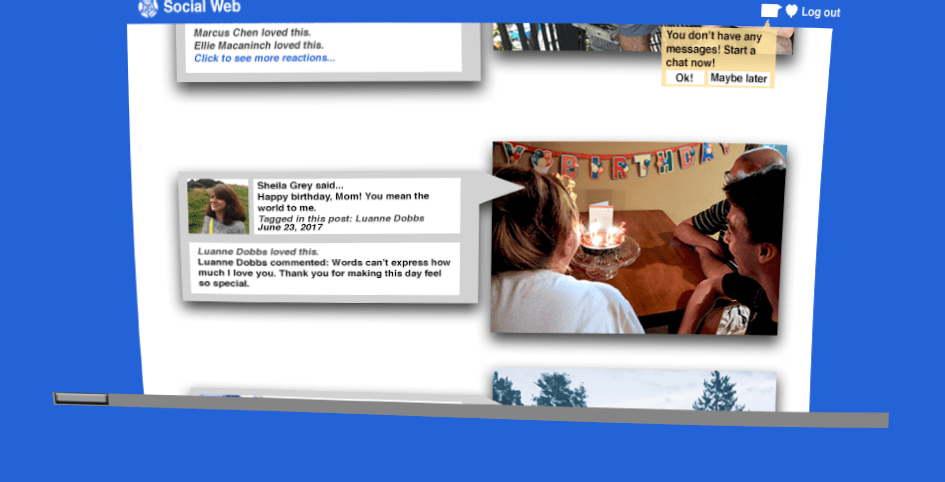 Social Web
Log out
Marcus Chen loved this.
Ellie Macaninch loved this.
Click to see more reactions...
You don't have any
messages! Start a
chat now!
Ok!
Maybe later
Y BIRTHDAY
Sheila Grey said...
Happy birthday, Mom! You mean the
world to me.
Tagged in this post: Luanne Dobbs
June 23, 2017
Luanne Dobbs loved this.
Luanne Dobbs commented: Words can't express how
much I love you. Thank you for making this day feel
so special.